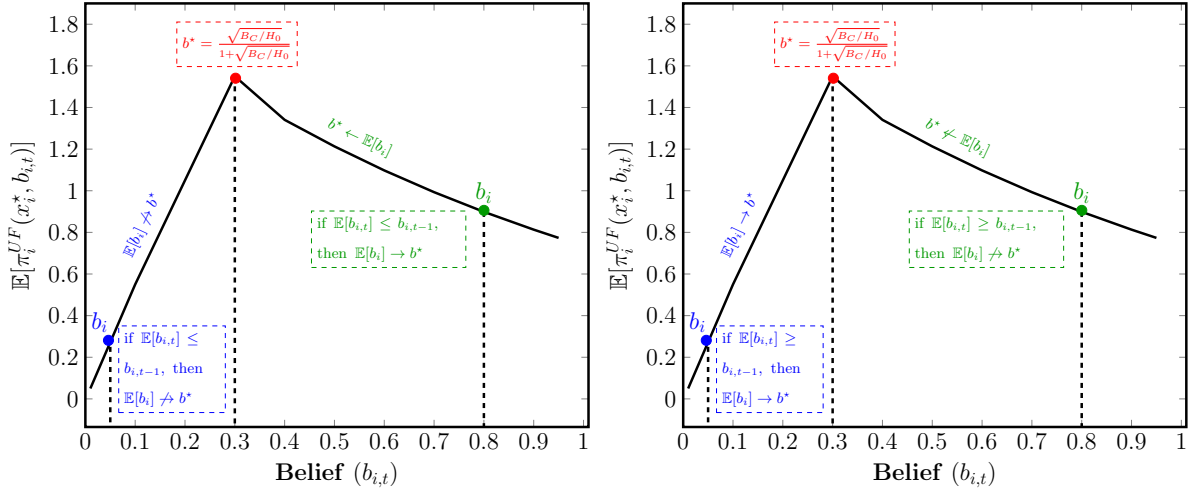 b⋆ = √(B_C/H_0) / (1+√(B_C/H_0))
1.8
1.6
1.4
1.2
1
0.8
0.6
0.4
0.2
0
𝔼[π_i^{UF}(x_i^⋆, b_{i,t})]
𝔼[b_i] ↛ b⋆
b⋆ ← 𝔼[b_i]
b_i
if 𝔼[b_{i,t}] ≤ b_{i,t−1},
then 𝔼[b_i] → b⋆
b_i
if 𝔼[b_{i,t}] ≤
b_{i,t−1}, then
𝔼[b_i] ↛ b⋆
0 0.1 0.2 0.3 0.4 0.5 0.6 0.7 0.8 0.9 1
Belief (b_{i,t})
b⋆ = √(B_C/H_0) / (1+√(B_C/H_0))
1.8
1.6
1.4
1.2
1
0.8
0.6
0.4
0.2
0
𝔼[π_i^{UF}(x_i^⋆, b_{i,t})]
𝔼[b_i] → b⋆
b⋆ ↚ 𝔼[b_i]
b_i
if 𝔼[b_{i,t}] ≥ b_{i,t−1},
then 𝔼[b_i] ↛ b⋆
b_i
if 𝔼[b_{i,t}] ≥
b_{i,t−1}, then
𝔼[b_i] → b⋆
0 0.1 0.2 0.3 0.4 0.5 0.6 0.7 0.8 0.9 1
Belief (b_{i,t})